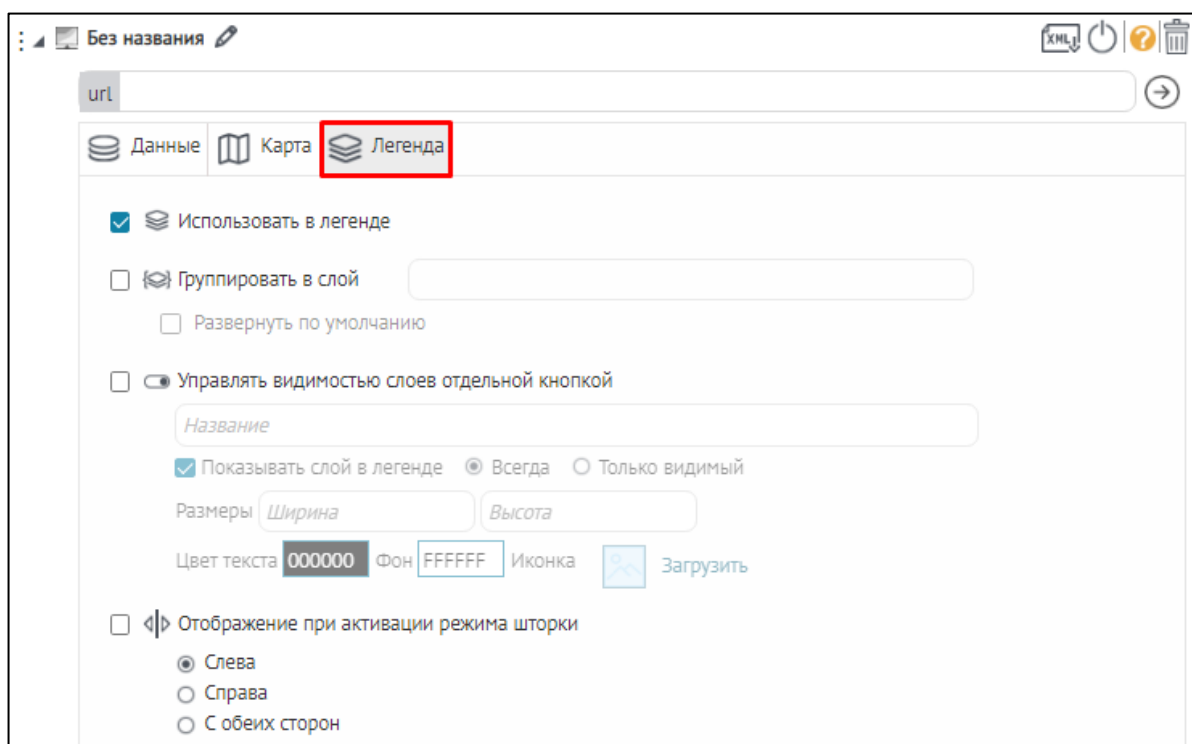 Без названия XML ?
url
Данные Карта Легенда
Использовать в легенде
Группировать в слой
Развернуть по умолчанию
Управлять видимостью слоев отдельной кнопкой
Название
Показывать слой в легенде Всегда Только видимый
Размеры Ширина Высота
Цвет текста 000000 Фон FFFFFF Иконка Загрузить
Отображение при активации режима шторки
Слева
Справа
С обеих сторон